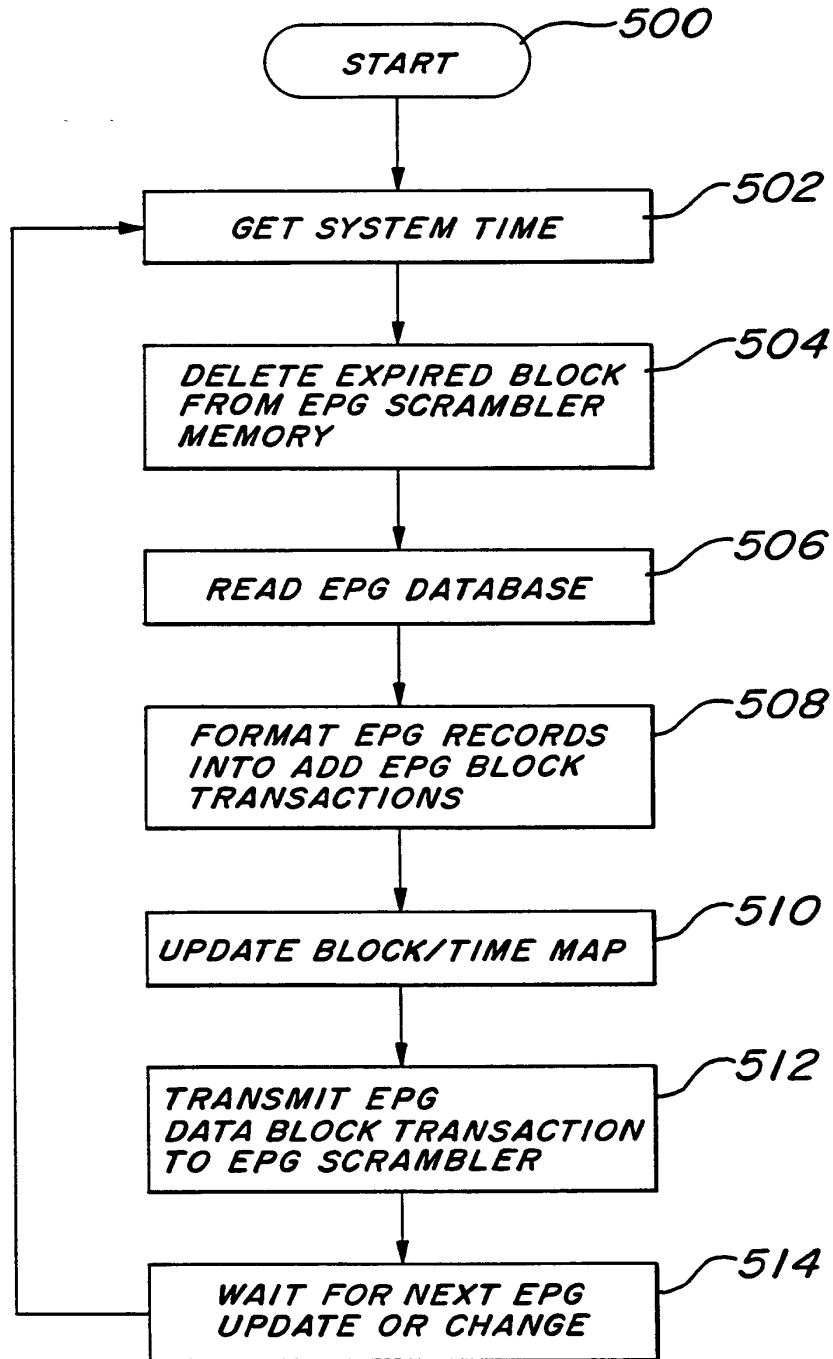 500
START
502
GET SYSTEM TIME
504
DELETE EXPIRED BLOCK
FROM EPG SCRAMBLER
MEMORY
506
READ EPG DATABASE
508
FORMAT EPG RECORDS
INTO ADD EPG BLOCK
TRANSACTIONS
510
UPDATE BLOCK/TIME MAP
512
TRANSMIT EPG
DATA BLOCK TRANSACTION
TO EPG SCRAMBLER
514
WAIT FOR NEXT EPG
UPDATE OR CHANGE